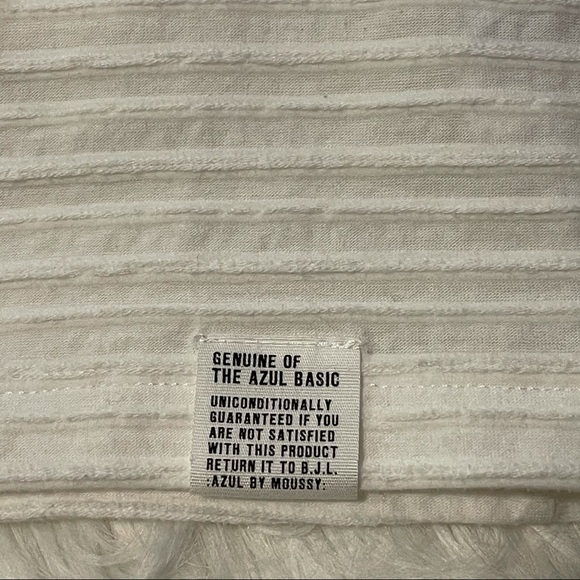 GENUINE OF
THE AZUL BASIC
UNICONDITIONALLY
GUARANTEED IF YOU
ARE NOT SATISFIED
WITH THIS PRODUCT
RETURN IT TO B.J.L.
:AZUL BY MOUSSY: